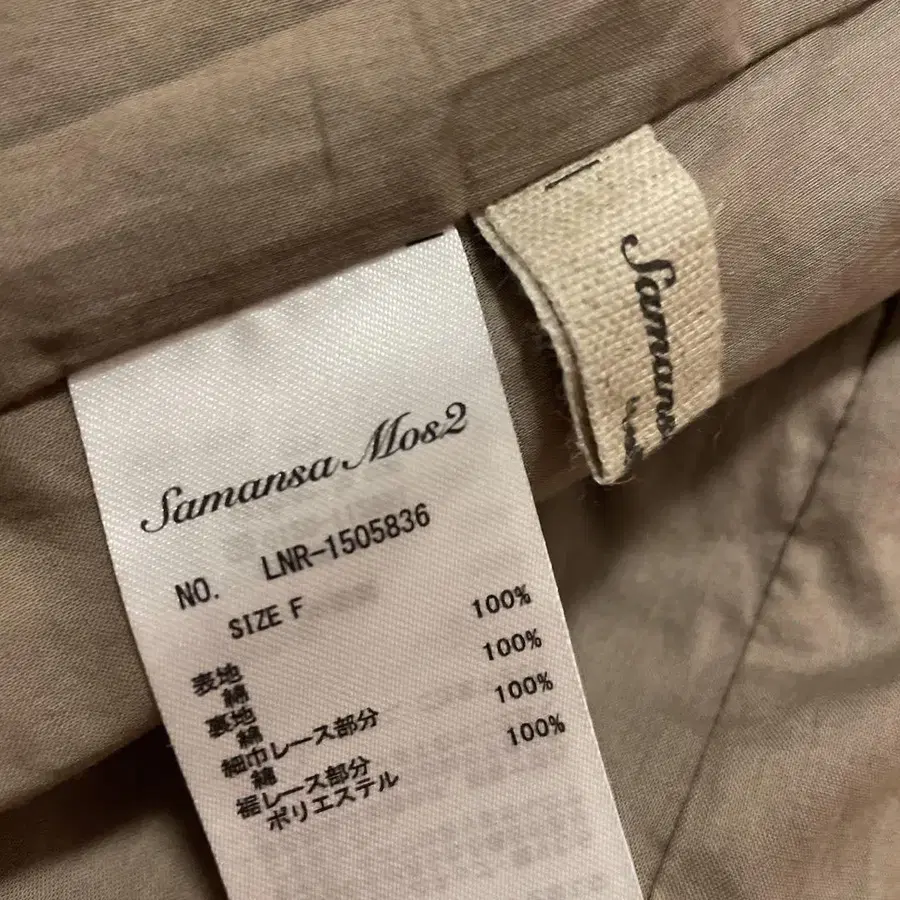 Samansa Mos2
NO. LNR-1505836
SIZE F
表地
綿 100%
裏地
綿 100%
細巾レース部分
綿 100%
裾レース部分
ポリエステル 100%